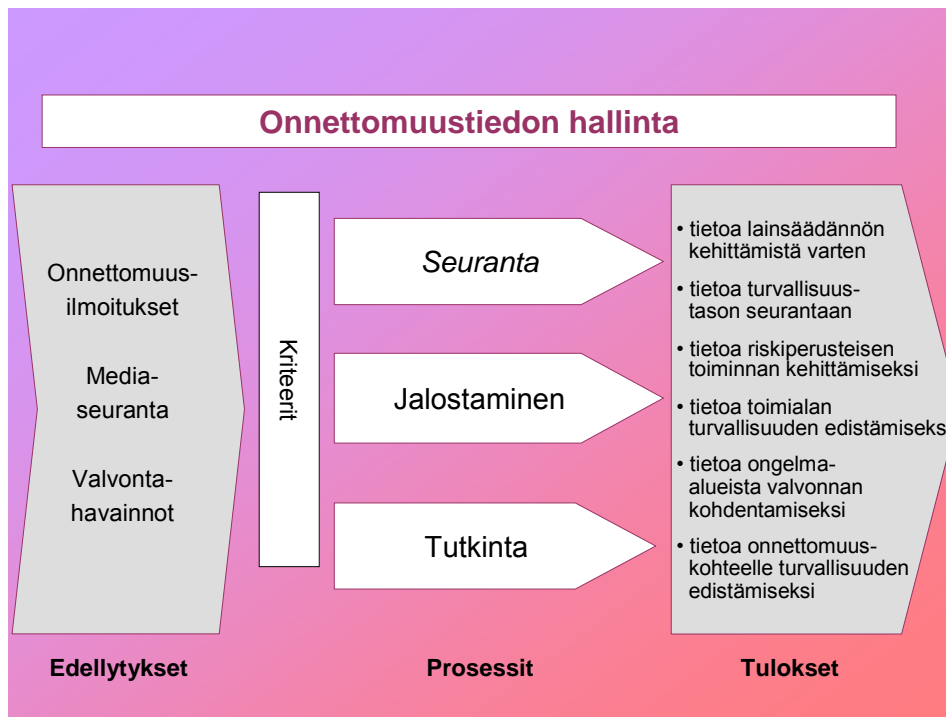 Onnettomuustiedon hallinta
Onnettomuus-
ilmoitukset
Media-
seuranta
Valvonta-
havainnot
Kriteerit
Seuranta
Jalostaminen
Tutkinta
• tietoa lainsäädännön
kehittämistä varten
• tietoa turvallisuus-
tason seurantaan
• tietoa riskiperusteisen
toiminnan kehittämiseksi
• tietoa toimialan
turvallisuuden edistämiseks
• tietoa ongelma-
alueista valvonnan
kohdentamiseksi
• tietoa onnettomuus-
kohteelle turvallisuuden
edistämiseksi
Edellytykset
Prosessit
Tulokset